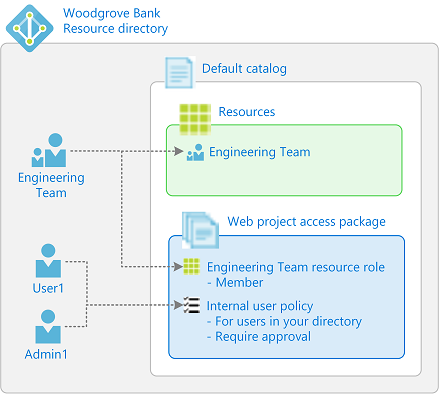 Woodgrove Bank
Resource directory
Default catalog
Resources
Engineering Team
Engineering
Team
Web project access package
Engineering Team resource role
- Member
User1
Internal user policy
- For users in your directory
- Require approval
Admin1